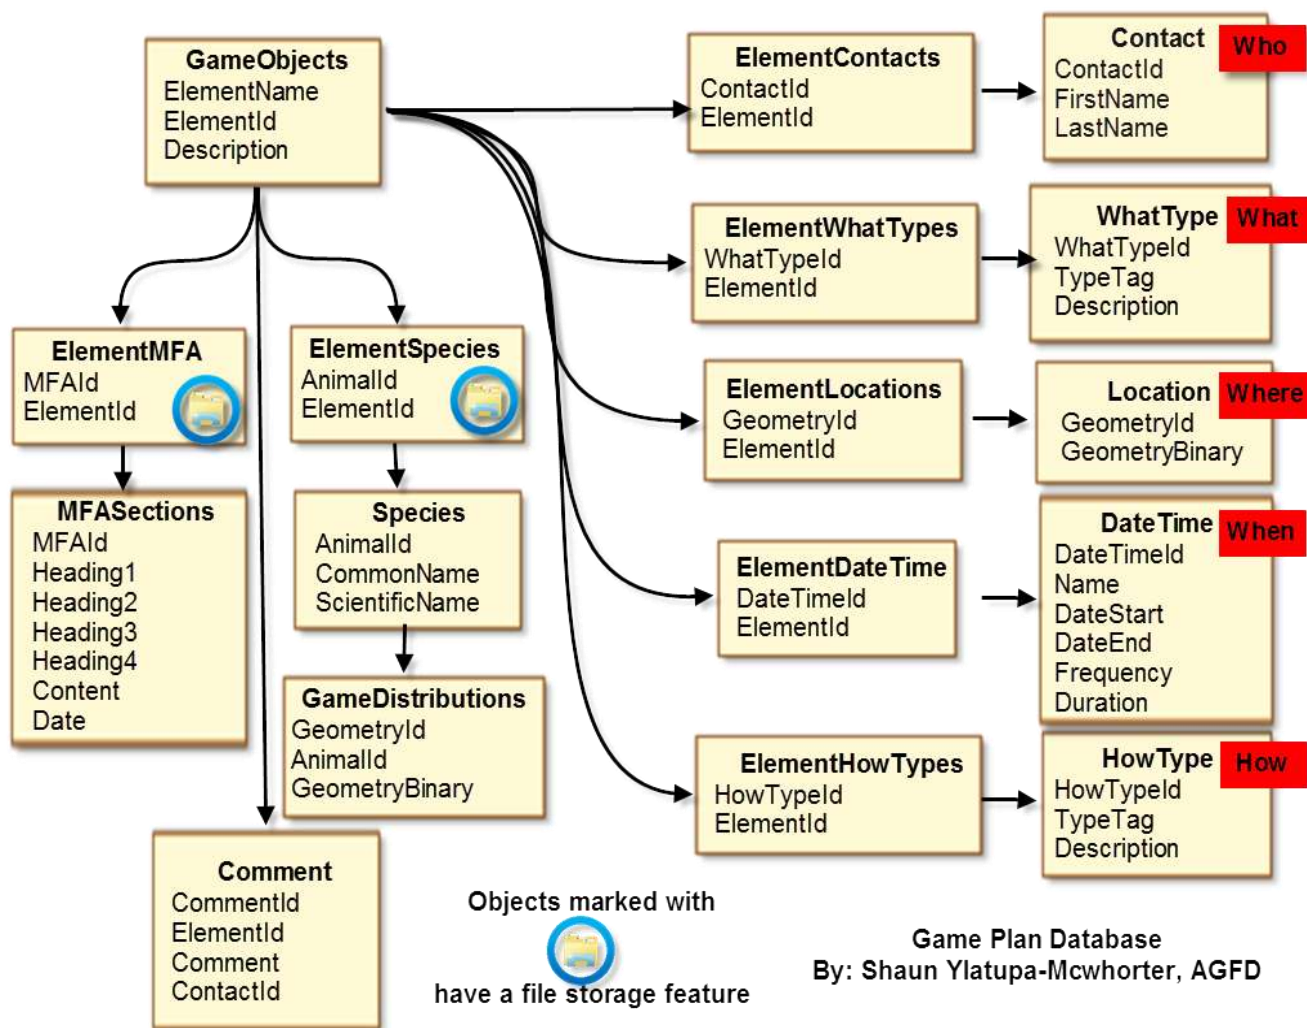 GameObjects
ElementName
ElementId
Description
ElementContacts
ContactId
ElementId
Contact
ContactId
FirstName
LastName
Who
ElementWhatTypes
WhatTypeId
ElementId
WhatType
WhatTypeId
TypeTag
Description
What
ElementMFA
MFAId
ElementId
ElementSpecies
AnimalId
ElementId
ElementLocations
GeometryId
ElementId
Location
GeometryId
GeometryBinary
Where
MFASections
MFAId
Heading1
Heading2
Heading3
Heading4
Content
Date
Species
AnimalId
CommonName
ScientificName
ElementDateTime
DateTimeId
ElementId
DateTime
DateTimeId
Name
DateStart
DateEnd
Frequency
Duration
When
GameDistributions
GeometryId
AnimalId
GeometryBinary
ElementHowTypes
HowTypeId
ElementId
HowType
HowTypeId
TypeTag
Description
How
Comment
CommentId
ElementId
Comment
ContactId
Objects marked with
have a file storage feature
Game Plan Database
By: Shaun Ylatupa-Mcwhorter, AGFD